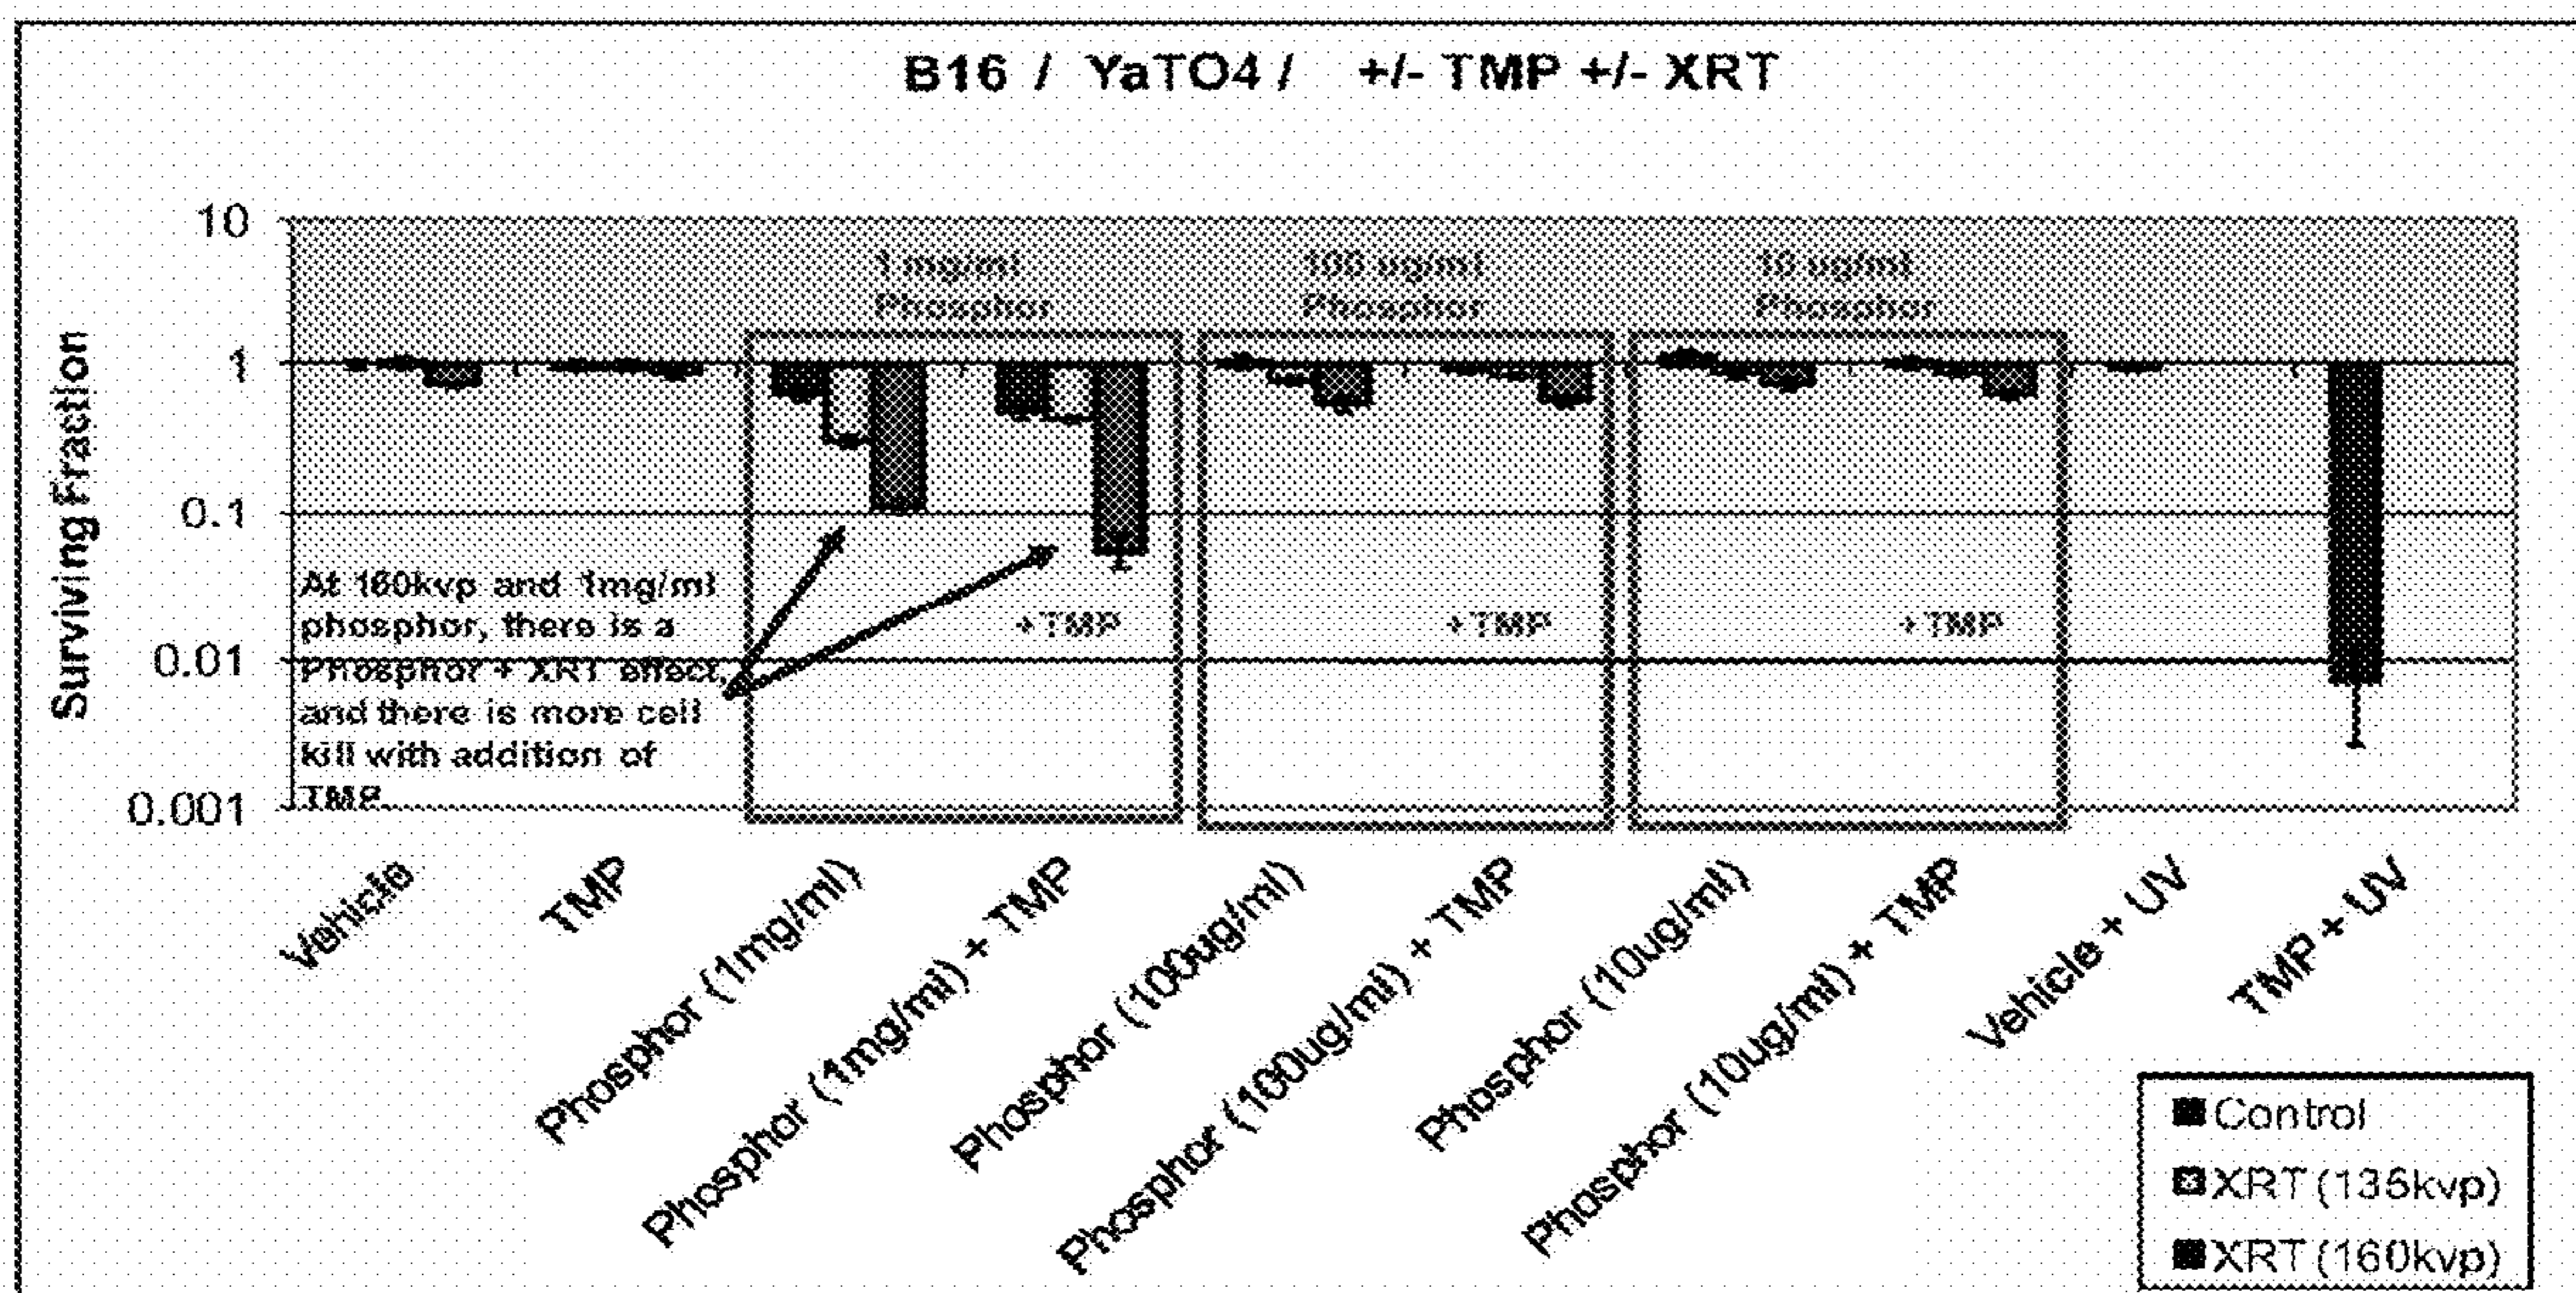 B16 / YaTO4 / +/- TMP +/- XRT
10
1
0.1
0.01
0.001
Surviving Fraction
1 mg/ml
Phosphor
100 ug/ml
Phosphor
10 ug/ml
Phosphor
At 160kvp and 1mg/ml
phosphor, there is a
Phosphor + XRT effect,
and there is more cell
kill with addition of
TMP.
+TMP
+TMP
+TMP
Vehicle
TMP
Phosphor (1mg/ml)
Phosphor (1mg/ml) + TMP
Phosphor (100ug/ml)
Phosphor (100ug/ml) + TMP
Phosphor (10ug/ml)
Phosphor (10ug/ml) + TMP
Vehicle + UV
TMP + UV
Control
XRT (135kvp)
XRT (160kvp)